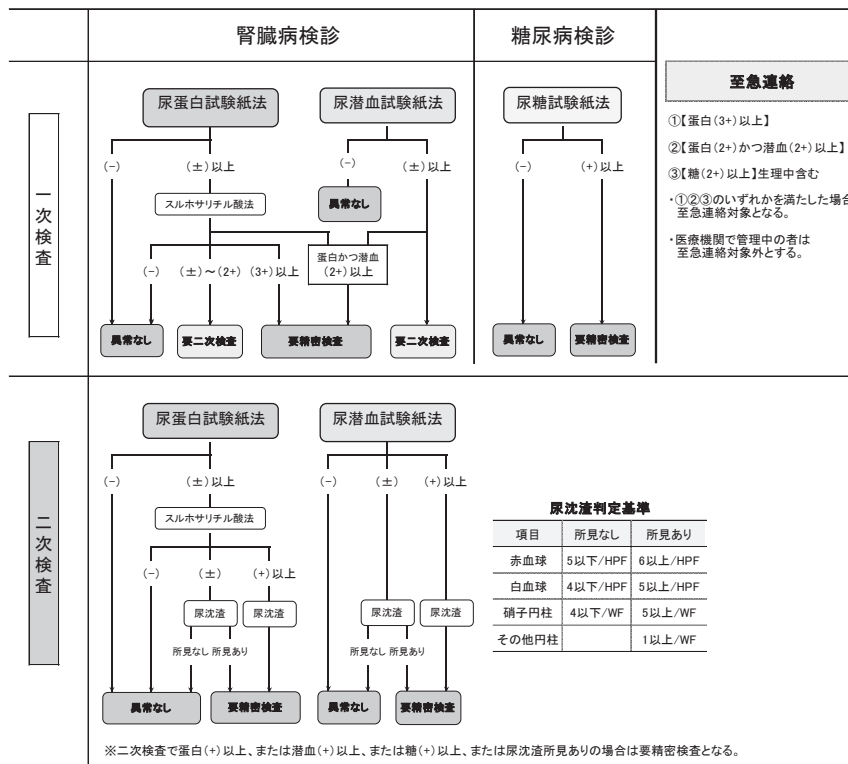 腎臓病検診
糖尿病検診
一次検査
尿蛋白試験紙法
尿潜血試験紙法
(-)
(±)以上
(-)
(±)以上
スルホサリチル酸法
異常なし
(-)
(±)～(2+)
(3+)以上
蛋白かつ潜血
(2+)以上
異常なし
要二次検査
要精密検査
要二次検査
尿糖試験紙法
(-)
(+)以上
異常なし
要精密検査
至急連絡
①【蛋白(3+)以上】
②【蛋白(2+)かつ潜血(2+)以上】
③【糖(2+)以上】生理中含む
・①②③のいずれかを満たした場合
至急連絡対象となる。
・医療機関で管理中の者は
至急連絡対象外とする。
二次検査
尿蛋白試験紙法
尿潜血試験紙法
(-)
(±)以上
(-)
(±)
(+)以上
スルホサリチル酸法
(-)
(±)
(+)以上
尿沈渣
尿沈渣
尿沈渣
尿沈渣
所見なし 所見あり
所見なし 所見あり
異常なし
要精密検査
異常なし
要精密検査
尿沈渣判定基準
項目 所見なし 所見あり
赤血球 5以下/HPF 6以上/HPF
白血球 4以下/HPF 5以上/HPF
硝子円柱 4以下/WF 5以上/WF
その他円柱 1以上/WF
※二次検査で蛋白(+)以上、または潜血(+)以上、または糖(+)以上、または尿沈渣所見ありの場合は要精密検査となる。